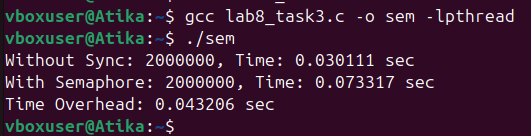 vboxuser@Atika:~$ gcc lab8_task3.c -o sem -lpthread
vboxuser@Atika:~$ ./sem
Without Sync: 2000000, Time: 0.030111 sec
With Semaphore: 2000000, Time: 0.073317 sec
Time Overhead: 0.043206 sec
vboxuser@Atika:~$